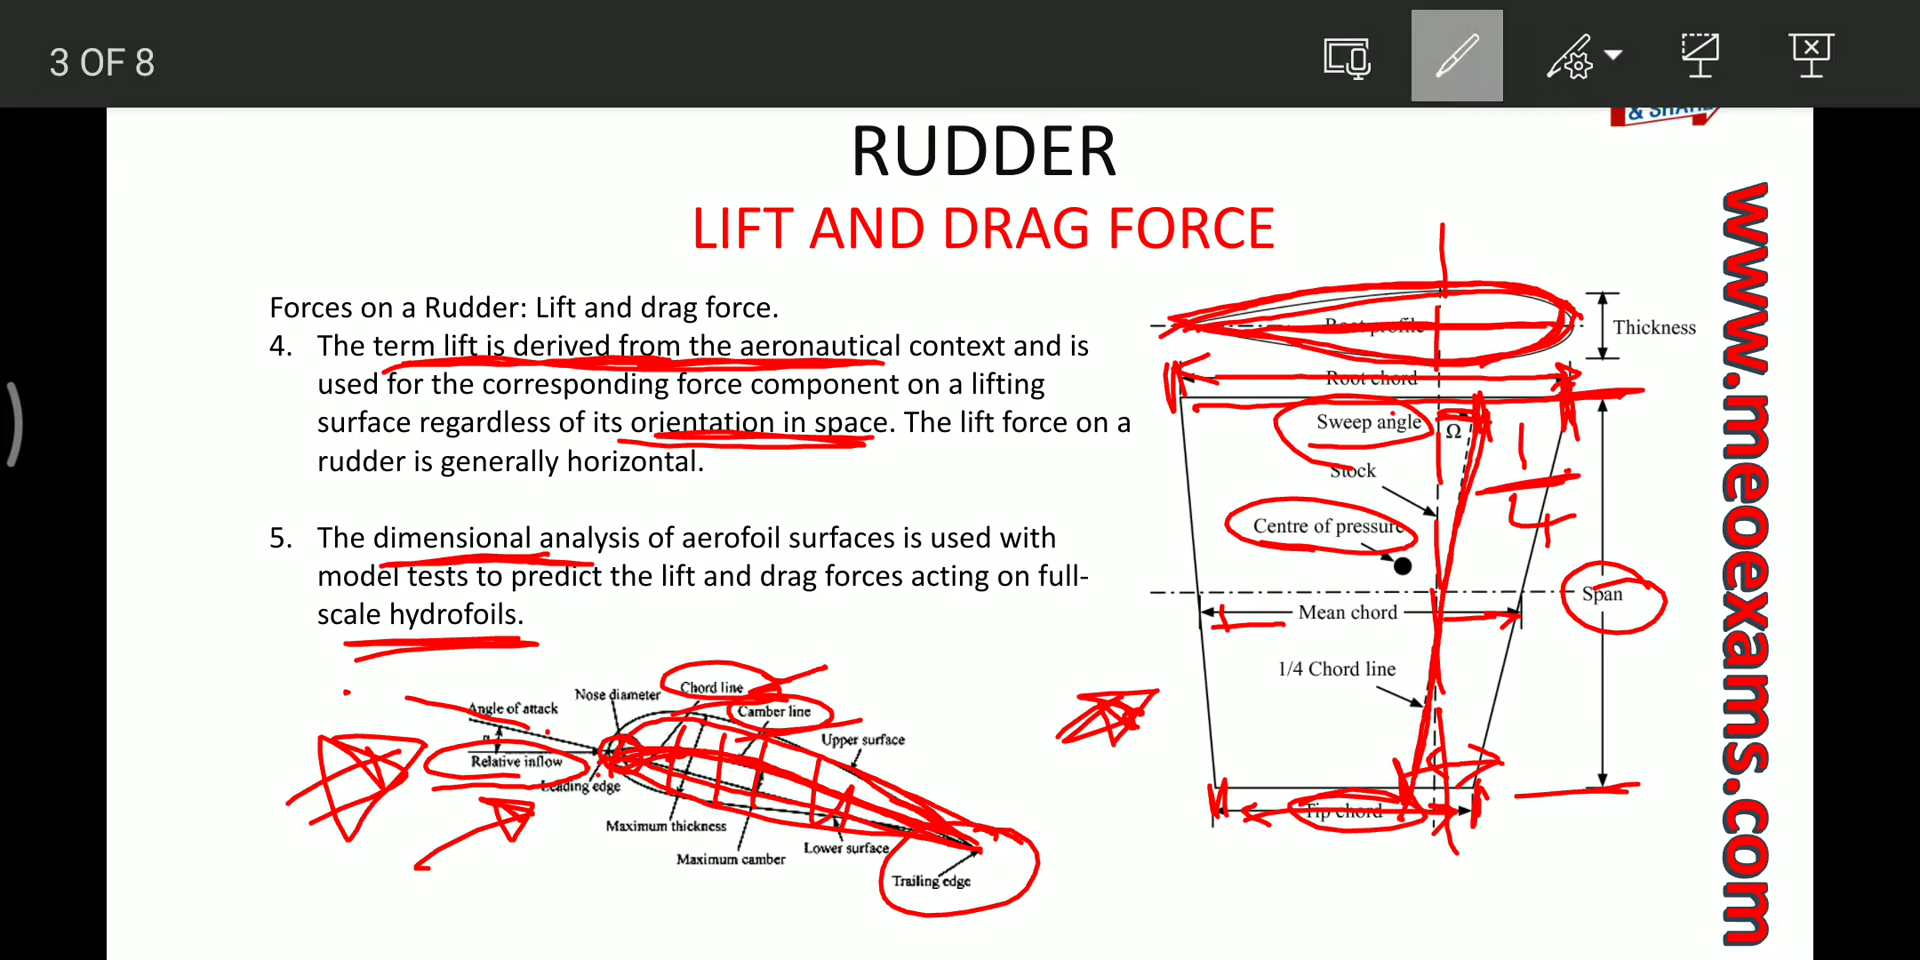 3 OF 8
& SHARE
RUDDER
LIFT AND DRAG FORCE
Forces on a Rudder: Lift and drag force.
4. The term lift is derived from the aeronautical context and is
used for the corresponding force component on a lifting
surface regardless of its orientation in space. The lift force on a
rudder is generally horizontal.
5. The dimensional analysis of aerofoil surfaces is used with
model tests to predict the lift and drag forces acting on full-
scale hydrofoils.
Nose diameter
Chord line
Angle of attack
Camber line
α
Relative inflow
Upper surface
Leading edge
Maximum thickness
Lower surface
Maximum camber
Trailing edge
Root profile
Thickness
Root chord
Sweep angle
Ω
Stock
1
4
Centre of pressure
Span
Mean chord
1/4 Chord line
Tip chord
www.meoexams.com